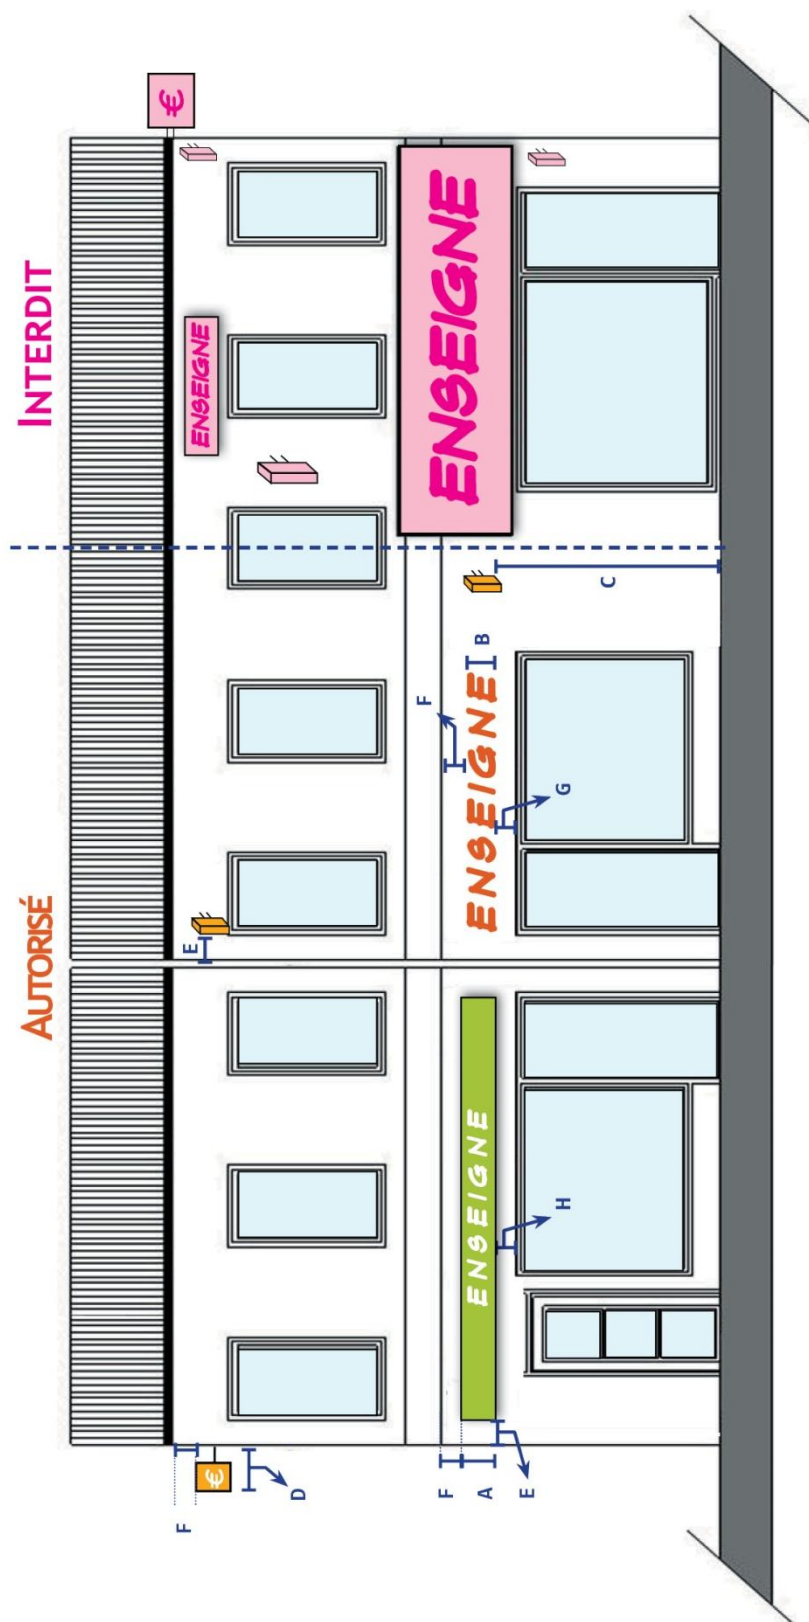 AUTORISÉ
INTERDIT
€
€
F
D
E
ENSEIGNE
ENSEIGNE
F
A
E
ENSEIGNE
H
ENSEIGNE
F
B
G
C